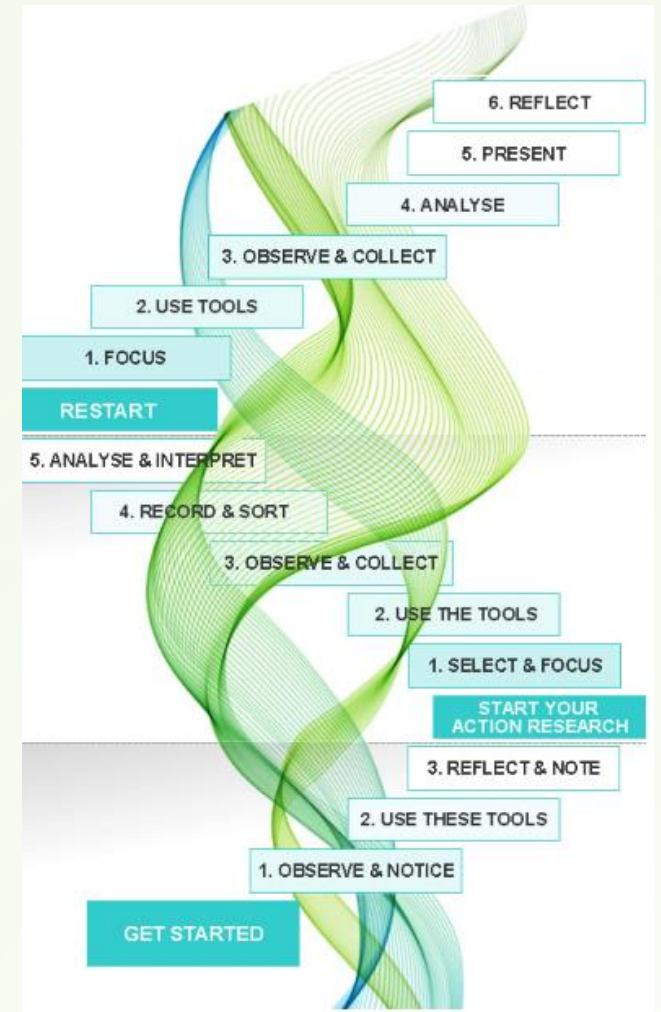 6. REFLECT
5. PRESENT
4. ANALYSE
3. OBSERVE & COLLECT
2. USE TOOLS
1. FOCUS
RESTART
5. ANALYSE & INTERPRET
4. RECORD & SORT
3. OBSERVE & COLLECT
2. USE THE TOOLS
1. SELECT & FOCUS
START YOUR
ACTION RESEARCH
3. REFLECT & NOTE
2. USE THESE TOOLS
1. OBSERVE & NOTICE
GET STARTED